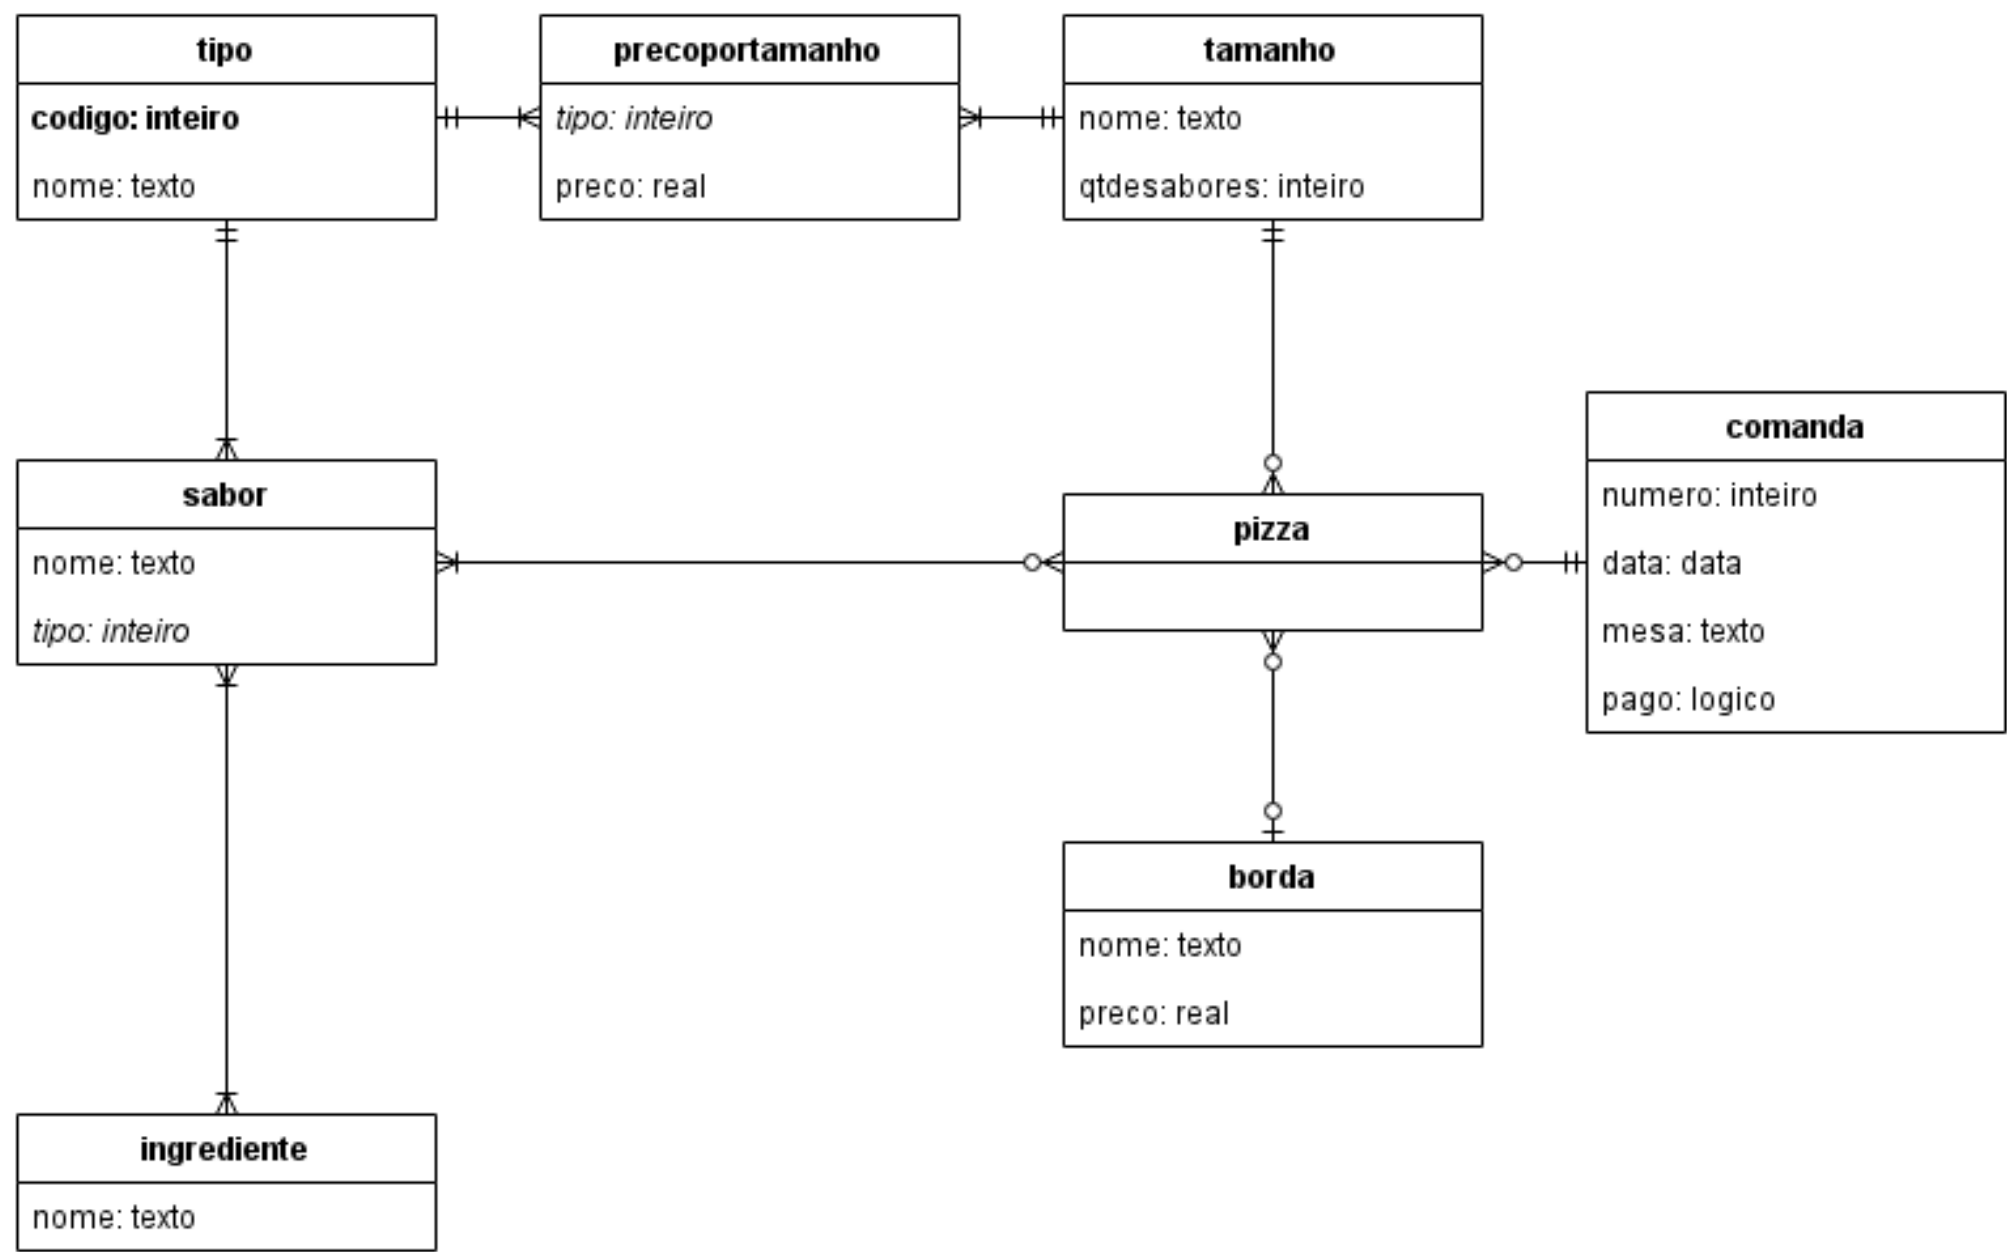 tipo
codigo: inteiro
nome: texto
precoportamanho
tipo: inteiro
preco: real
tamanho
nome: texto
qtdesabores: inteiro
comanda
numero: inteiro
data: data
mesa: texto
pago: logico
sabor
nome: texto
tipo: inteiro
pizza
borda
nome: texto
preco: real
ingrediente
nome: texto